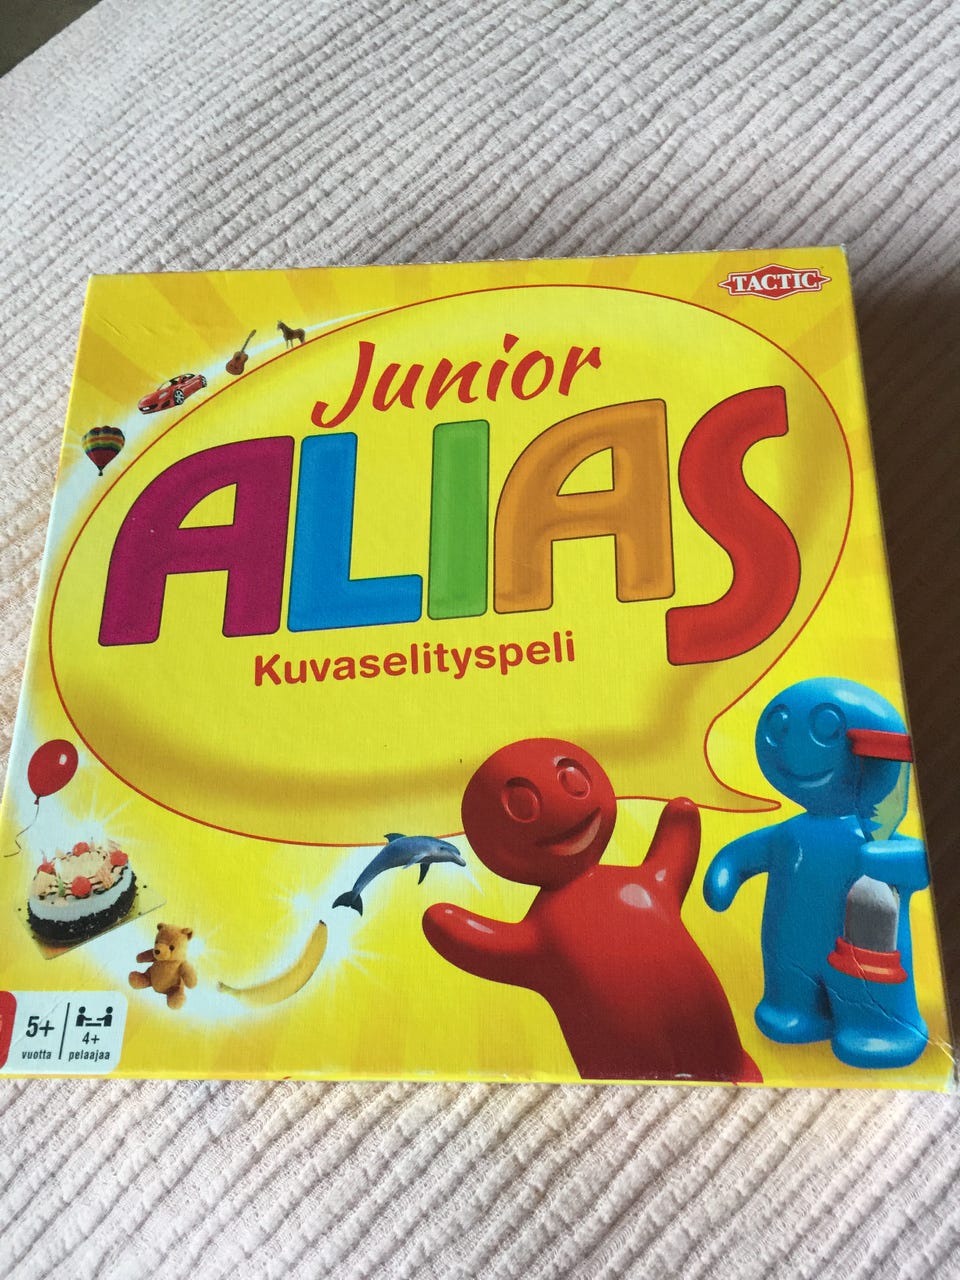 TACTIC
Junior
ALIAS
Kuvaselityspeli
5+
vuotta
4+
pelaajaa